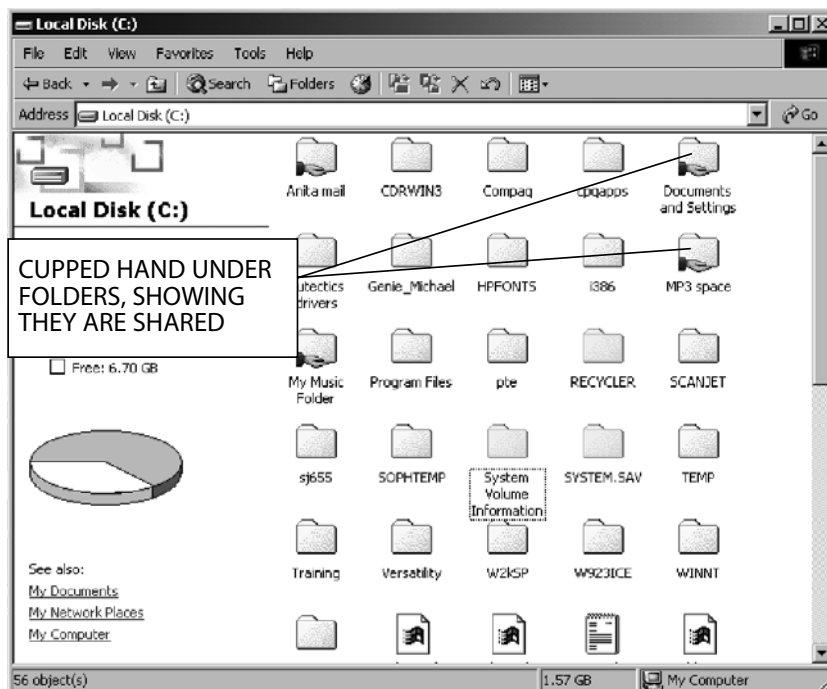 Local Disk (C:)
File Edit View Favorites Tools Help
Back Search Folders
Address Local Disk (C:) Go
Local Disk (C:)
CUPPED HAND UNDER
FOLDERS, SHOWING
THEY ARE SHARED
Free: 6.70 GB
See also:
My Documents
My Network Places
My Computer
Anita mail CDRWIN3 Compaq cpqapps Documents
and Settings
utectics Genie_Michael HPFONTS i386 MP3 space
drivers
My Music Program Files pte RECYCLER SCANJET
Folder
sj655 SOPHTEMP System SYSTEM.SAV TEMP
Volume
Information
Training Versatility W2kSP W923ICE WINNT
56 object(s) 1.57 GB My Computer